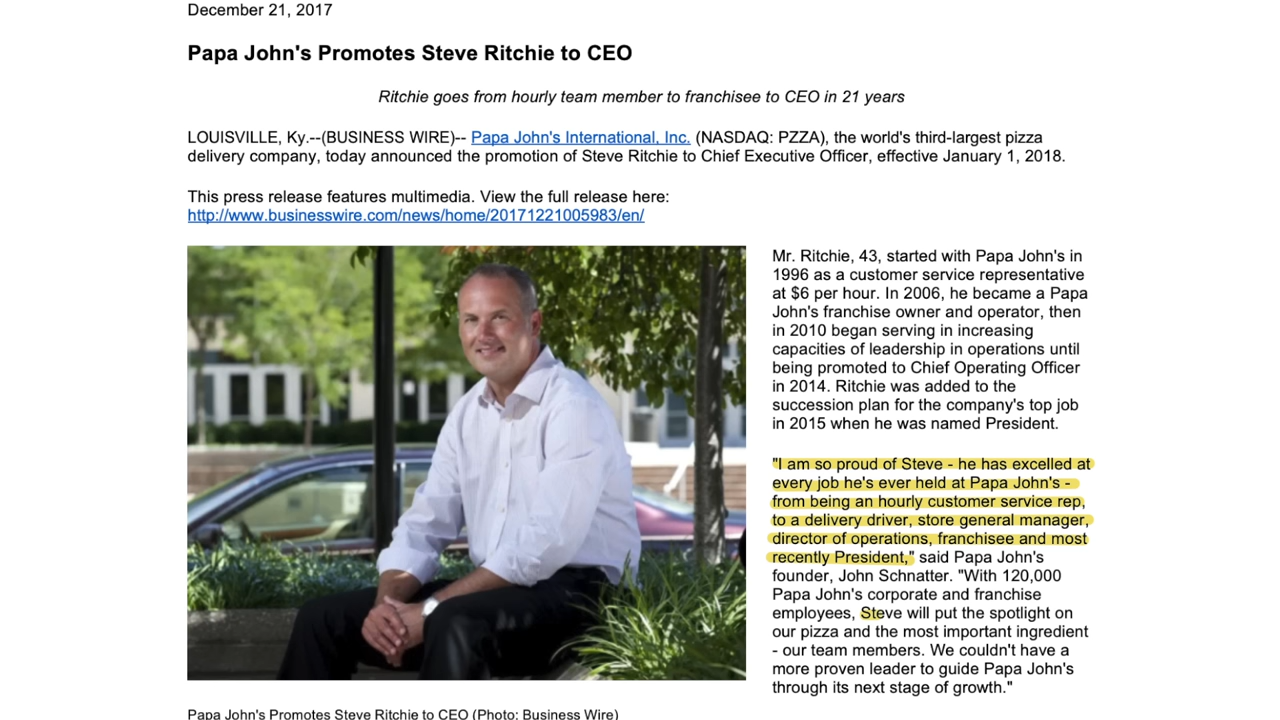 December 21, 2017
Papa John's Promotes Steve Ritchie to CEO
Ritchie goes from hourly team member to franchisee to CEO in 21 years
LOUISVILLE, Ky.--(BUSINESS WIRE)-- Papa John's International, Inc. (NASDAQ: PZZA), the world's third-largest pizza
delivery company, today announced the promotion of Steve Ritchie to Chief Executive Officer, effective January 1, 2018.
This press release features multimedia. View the full release here:
http://www.businesswire.com/news/home/20171221005983/en/
Mr. Ritchie, 43, started with Papa John's in
1996 as a customer service representative
at $6 per hour. In 2006, he became a Papa
John's franchise owner and operator, then
in 2010 began serving in increasing
capacities of leadership in operations until
being promoted to Chief Operating Officer
in 2014. Ritchie was added to the
succession plan for the company's top job
in 2015 when he was named President.
"I am so proud of Steve - he has excelled at
every job he's ever held at Papa John's -
from being an hourly customer service rep,
to a delivery driver, store general manager,
director of operations, franchisee and most
recently President," said Papa John's
founder, John Schnatter. "With 120,000
Papa John's corporate and franchise
employees, Steve will put the spotlight on
our pizza and the most important ingredient
- our team members. We couldn't have a
more proven leader to guide Papa John's
through its next stage of growth."
Papa John's Promotes Steve Ritchie to CEO (Photo: Business Wire)